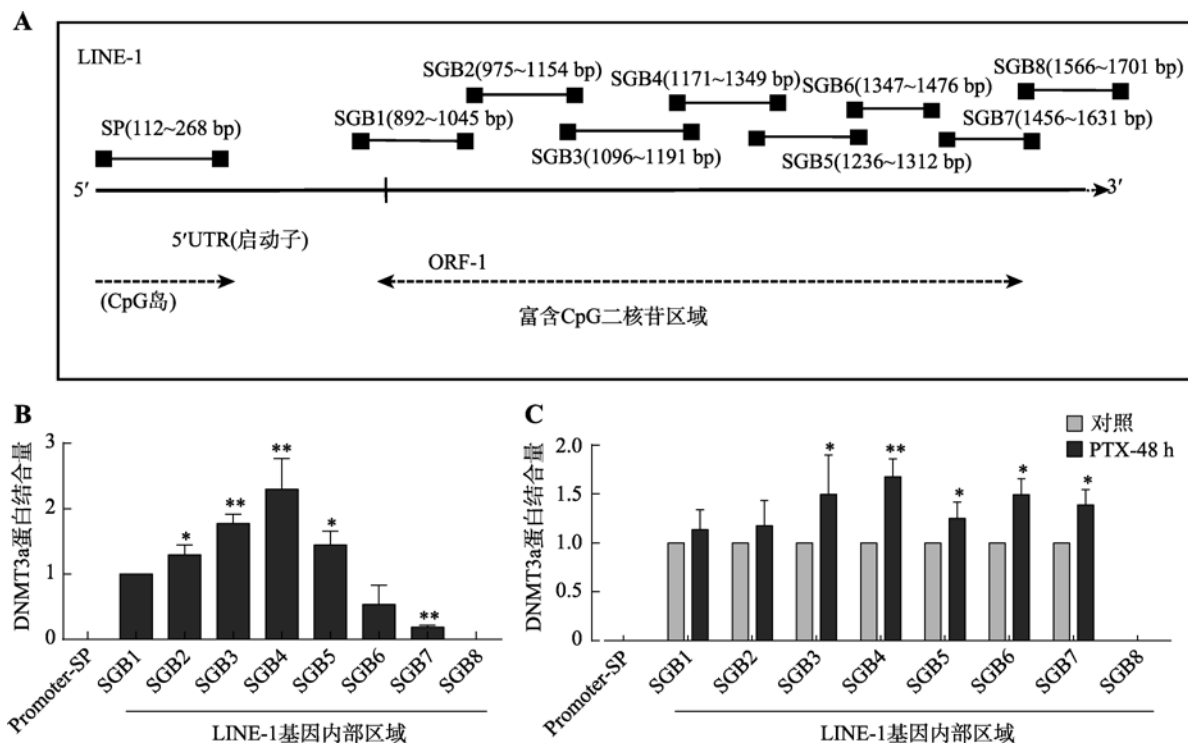 A
LINE-1
SGB2(975~1154 bp)
SGB4(1171~1349 bp)
SGB6(1347~1476 bp)
SGB8(1566~1701 bp)
SP(112~268 bp)
SGB1(892~1045 bp)
SGB3(1096~1191 bp)
SGB5(1236~1312 bp)
SGB7(1456~1631 bp)
5′
3′
5′UTR(启动子)
ORF-1
(CpG岛)
富含CpG二核苷区域
B
DNMT3a蛋白结合量
3
2
1
0
*
**
**
*
**
Promoter-SP
SGB1
SGB2
SGB3
SGB4
SGB5
SGB6
SGB7
SGB8
LINE-1基因内部区域
C
对照
PTX-48 h
DNMT3a蛋白结合量
2.0
1.5
1.0
0.5
0
*
**
*
*
*
Promoter-SP
SGB1
SGB2
SGB3
SGB4
SGB5
SGB6
SGB7
SGB8
LINE-1基因内部区域